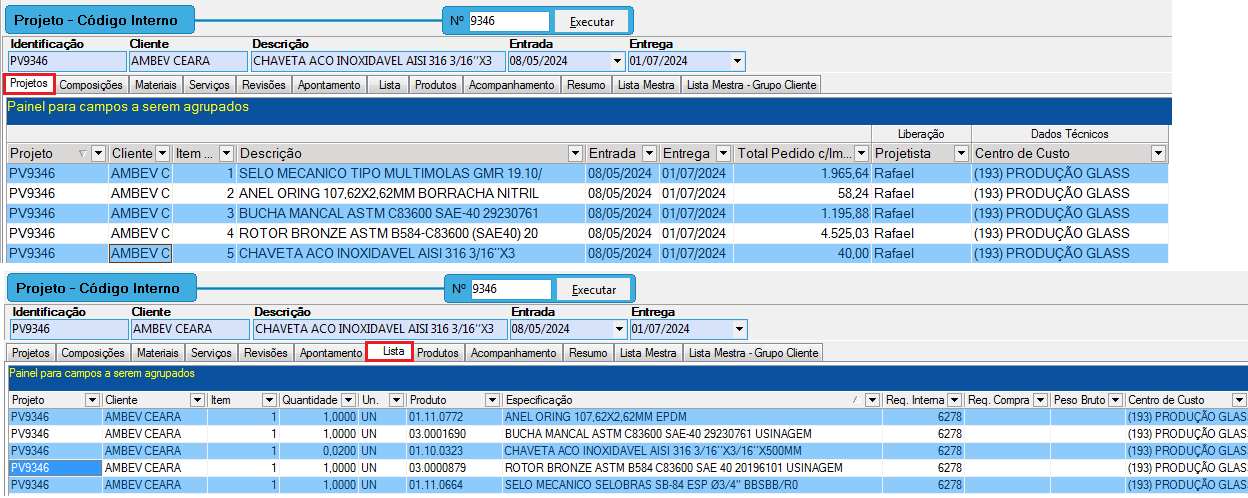 Projeto - Código Interno Nº 9346 Executar
Identificação Cliente Descrição Entrada Entrega
PV9346 AMBEV CEARA CHAVETA ACO INOXIDAVEL AISI 316 3/16''X3 08/05/2024 01/07/2024
Projetos Composições Materiais Serviços Revisões Apontamento Lista Produtos Acompanhamento Resumo Lista Mestra Lista Mestra - Grupo Cliente
Painel para campos a serem agrupados
Liberação Dados Técnicos
Projeto Cliente Item ... Descrição Entrada Entrega Total Pedido c/Im... Projetista Centro de Custo
PV9346 AMBEV C 1 SELO MECANICO TIPO MULTIMOLAS GMR 19.10/ 08/05/2024 01/07/2024 1.965,64 Rafael (193) PRODUÇÃO GLASS
PV9346 AMBEV C 2 ANEL ORING 107,62X2,62MM BORRACHA NITRIL 08/05/2024 01/07/2024 58,24 Rafael (193) PRODUÇÃO GLASS
PV9346 AMBEV C 3 BUCHA MANCAL ASTM C83600 SAE-40 29230761 08/05/2024 01/07/2024 1.195,88 Rafael (193) PRODUÇÃO GLASS
PV9346 AMBEV C 4 ROTOR BRONZE ASTM B584-C83600 (SAE40) 20 08/05/2024 01/07/2024 4.525,03 Rafael (193) PRODUÇÃO GLASS
PV9346 AMBEV C 5 CHAVETA ACO INOXIDAVEL AISI 316 3/16''X3 08/05/2024 01/07/2024 40,00 Rafael (193) PRODUÇÃO GLASS
Projeto - Código Interno Nº 9346 Executar
Identificação Cliente Descrição Entrada Entrega
PV9346 AMBEV CEARA CHAVETA ACO INOXIDAVEL AISI 316 3/16''X3 08/05/2024 01/07/2024
Projetos Composições Materiais Serviços Revisões Apontamento Lista Produtos Acompanhamento Resumo Lista Mestra Lista Mestra - Grupo Cliente
Painel para campos a serem agrupados
Projeto Cliente Item Quantidade Un. Produto Especificação Req. Interna Req. Compra Peso Bruto Centro de Custo
PV9346 AMBEV CEARA 1 1,0000 UN 01.11.0772 ANEL ORING 107,62X2,62MM EPDM 6278 (193) PRODUÇÃO GLAS
PV9346 AMBEV CEARA 1 1,0000 UN 03.0001690 BUCHA MANCAL ASTM C83600 SAE-40 29230761 USINAGEM 6278 (193) PRODUÇÃO GLAS
PV9346 AMBEV CEARA 1 0,0200 UN 01.10.0323 CHAVETA ACO INOXIDAVEL AISI 316 3/16''X3/16''X500MM 6278 (193) PRODUÇÃO GLAS
PV9346 AMBEV CEARA 1 1,0000 UN 03.0000879 ROTOR BRONZE ASTM B584 C83600 SAE 40 20196101 USINAGEM 6278 (193) PRODUÇÃO GLAS
PV9346 AMBEV CEARA 1 1,0000 UN 01.11.0664 SELO MECANICO SELOBRAS SB-84 ESP Ø3/4'' BBSBB/R0 6278 (193) PRODUÇÃO GLAS